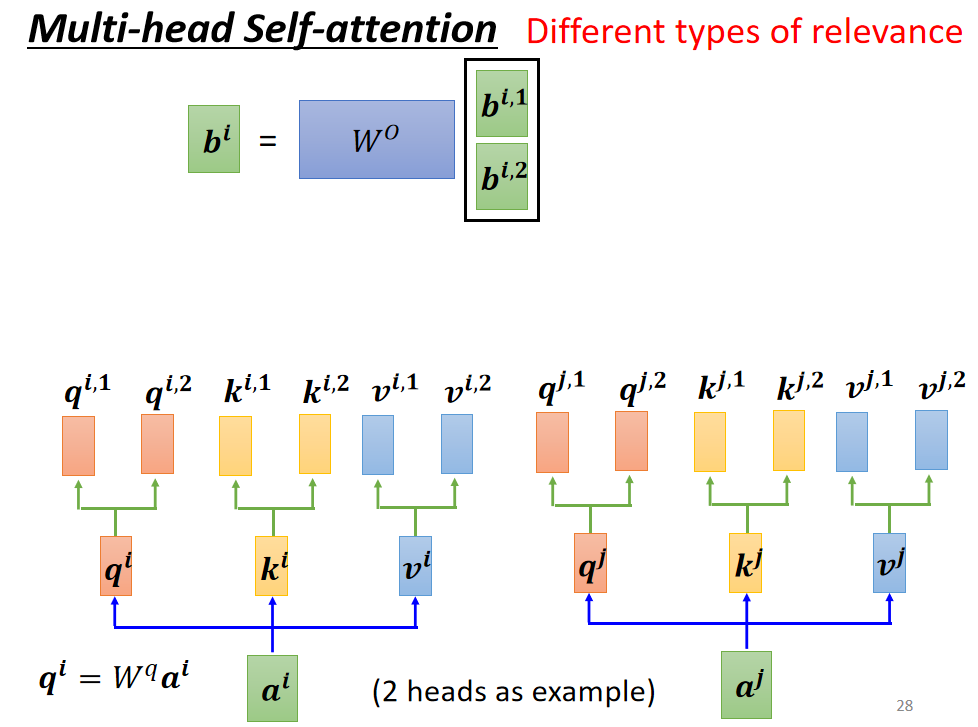 Multi-head Self-attention Different types of relevance
b^{i,1}
b^i = W^O
b^{i,2}
q^{i,1} q^{i,2} k^{i,1} k^{i,2} v^{i,1} v^{i,2} q^{j,1} q^{j,2} k^{j,1} k^{j,2} v^{j,1} v^{j,2}
q^i k^i v^i q^j k^j v^j
q^i = W^q a^i a^i (2 heads as example) a^j
28